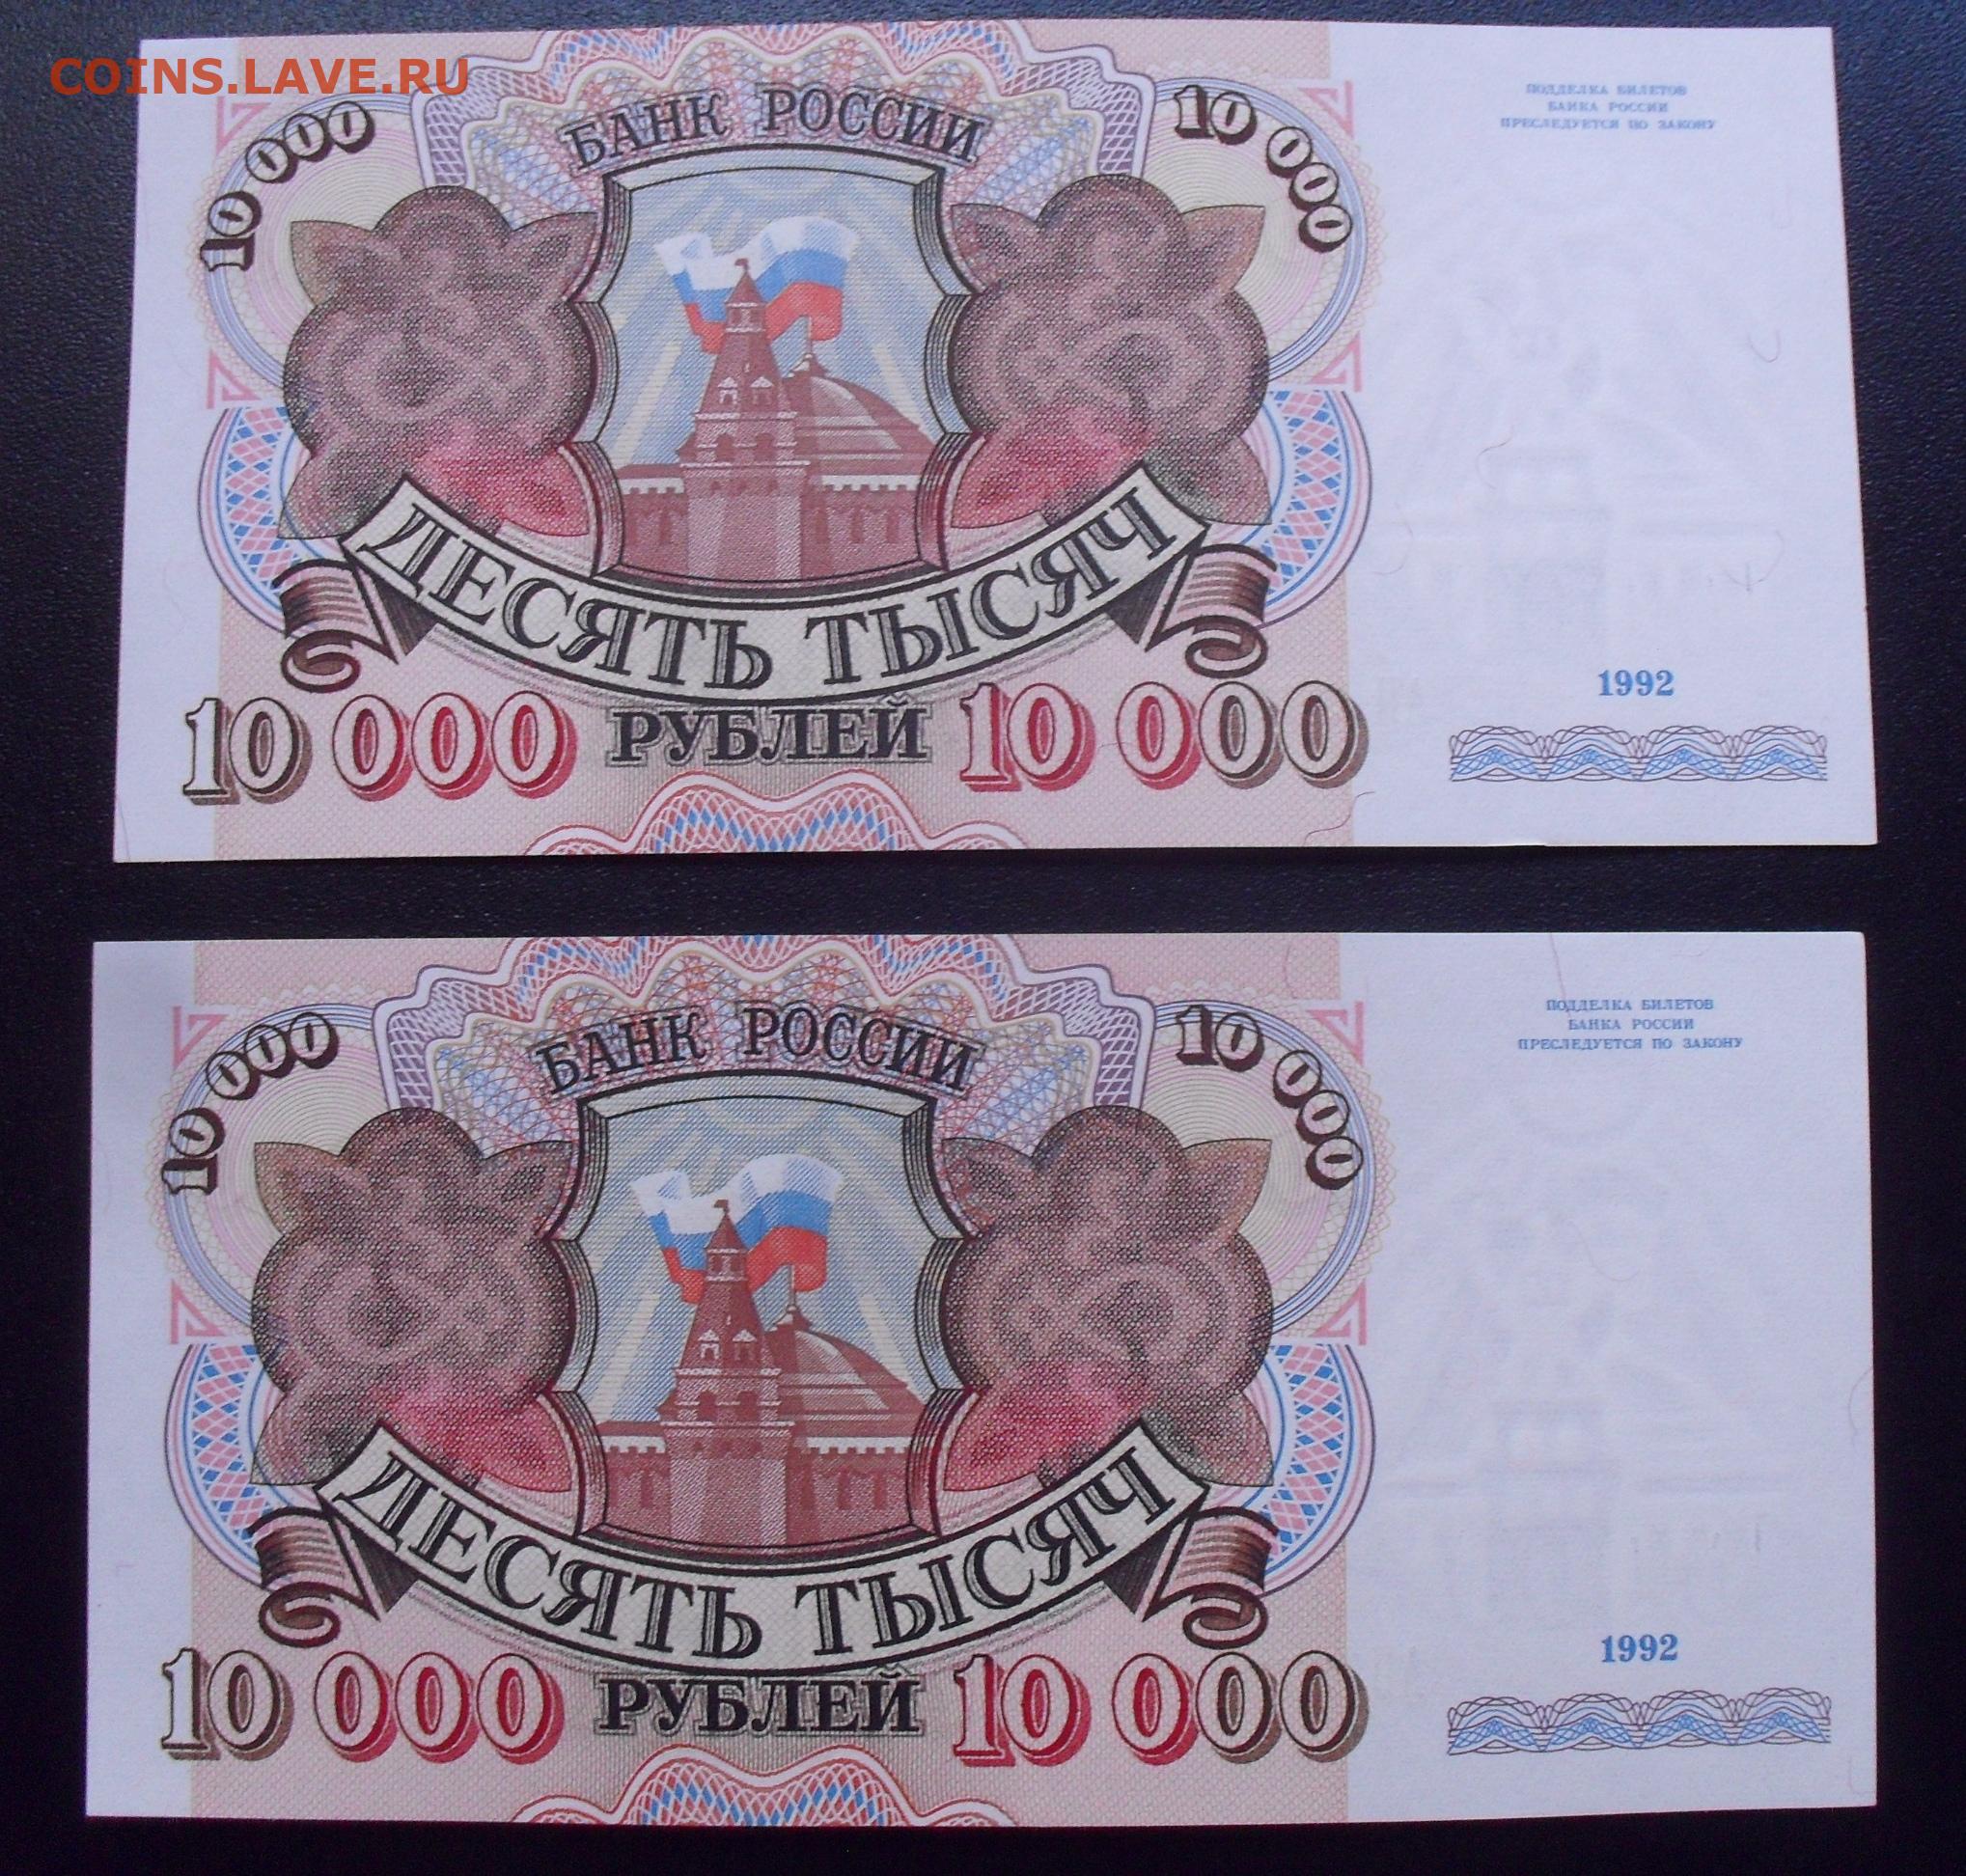 COINS.LAVE.RU
10 000
БАНК РОССИИ
10 000
ПОДДЕЛКА БИЛЕТОВ
БАНКА РОССИИ
ПРЕСЛЕДУЕТСЯ ПО ЗАКОНУ
ДЕСЯТЬ ТЫСЯЧ
10 000 РУБЛЕЙ 10 000
1992
10 000
БАНК РОССИИ
10 000
ПОДДЕЛКА БИЛЕТОВ
БАНКА РОССИИ
ПРЕСЛЕДУЕТСЯ ПО ЗАКОНУ
ДЕСЯТЬ ТЫСЯЧ
10 000 РУБЛЕЙ 10 000
1992